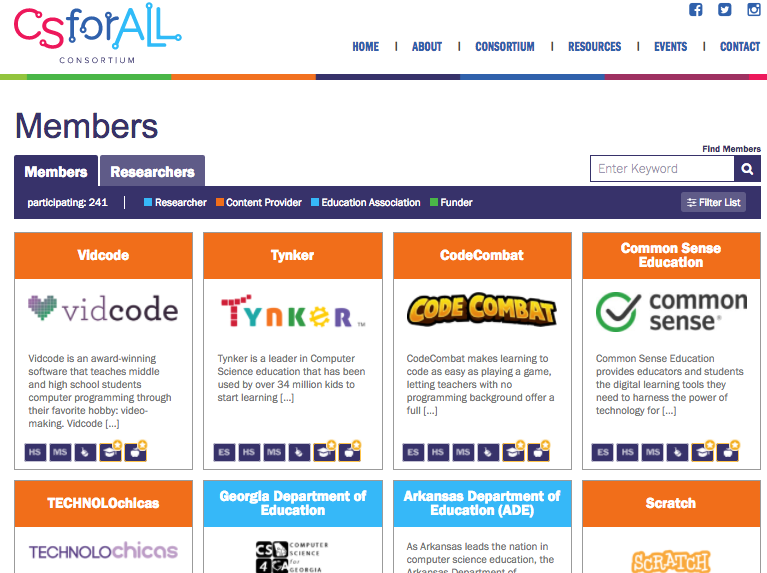 CSforALL
CONSORTIUM
HOME | ABOUT | CONSORTIUM | RESOURCES | EVENTS | CONTACT
Members
Find Members
Members Researchers
Enter Keyword
participating: 241 | Researcher Content Provider Education Association Funder
Filter List
Vidcode
vidcode
Vidcode is an award-winning
software that teaches middle
and high school students
computer programming through
their favorite hobby: video-
making. Vidcode [...]
HS MS
Tynker
TYNKER™
Tynker is a leader in Computer
Science education that has been
used by over 34 million kids to
start learning [...]
ES HS MS
CodeCombat
CODE COMBAT
CodeCombat makes learning to
code as easy as playing a game,
letting teachers with no
programming background offer a
full [...]
ES HS MS
Common Sense
Education
common
sense®
Common Sense Education
provides educators and students
the digital learning tools they
need to harness the power of
technology for [...]
ES HS MS
TECHNOLOchicas
TECHNOLOchicas
Georgia Department of
Education
CS4GA
COMPUTER
SCIENCE
for
GEORGIA
Arkansas Department of
Education (ADE)
As Arkansas leads the nation in
computer science education, the
Arkansas Department of
Scratch
SCRATCH